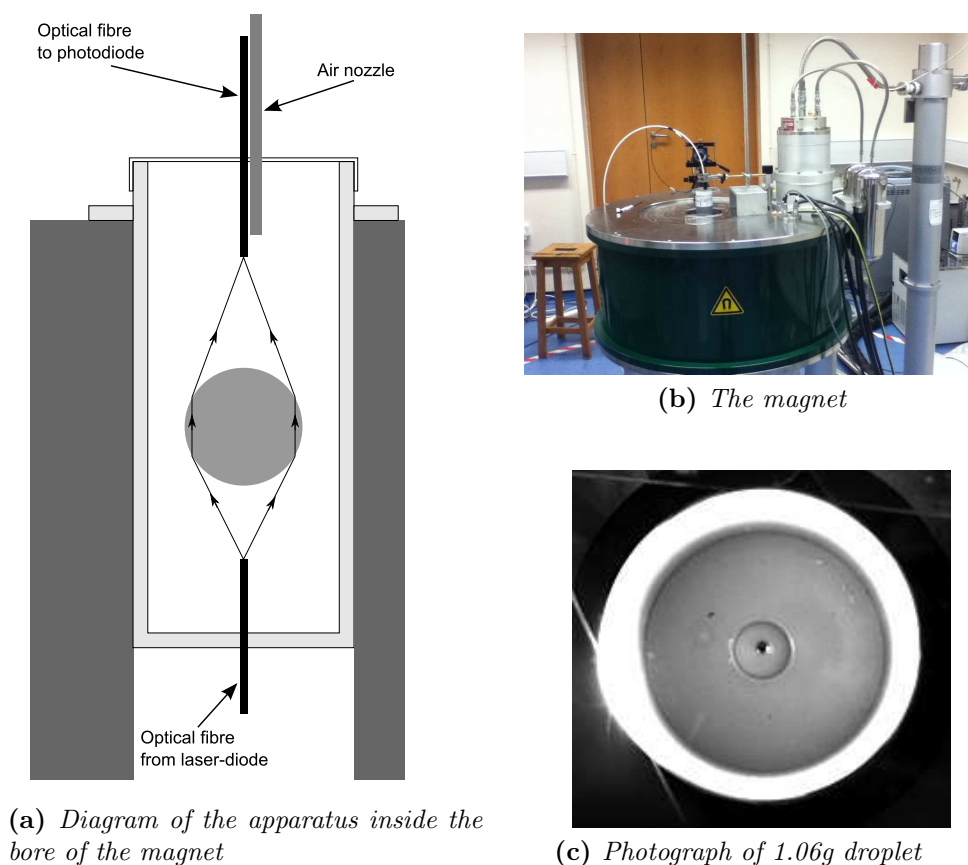 Optical fibre
to photodiode
Air nozzle
Optical fibre
from laser-diode
(a) Diagram of the apparatus inside the
bore of the magnet
(b) The magnet
(c) Photograph of 1.06g droplet